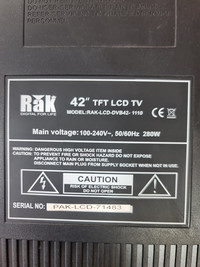 RāK
DIGITAL FOR LIFE
42" TFT LCD TV
MODEL:RAK-LCD-DVB42- 1110
CE
Main voltage: 100-240V~, 50/60Hz 280W
WARNING: DANGEROUS HIGH VOLTAGE ITEM INSIDE
CAUTION: TO PREVENT FIRE OR SHOCK HAZARD DO NOT EXPOSE
TO RAIN OR MOISTURE.
DISCONNECT MAIN PLUG FROM SUPPLY SOCKET WHEN NOT IN USE.
CAUTION
RISK OF ELECTRIC SHOCK
DO NOT OPEN
SERIAL NO: PAK-LCD-71483